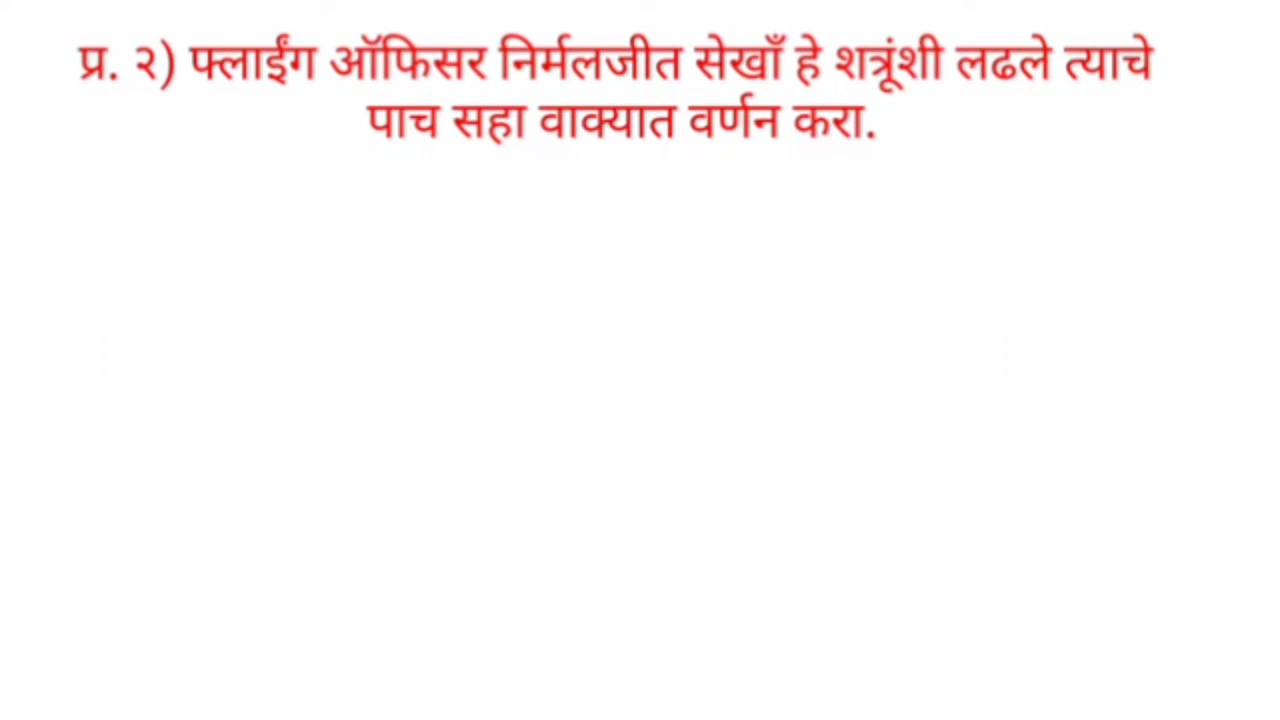 प्र. २) फ्लाईंग ऑफिसर निर्मलजीत सेखाँ हे शत्रूंशी लढले त्याचे
पाच सहा वाक्यात वर्णन करा.